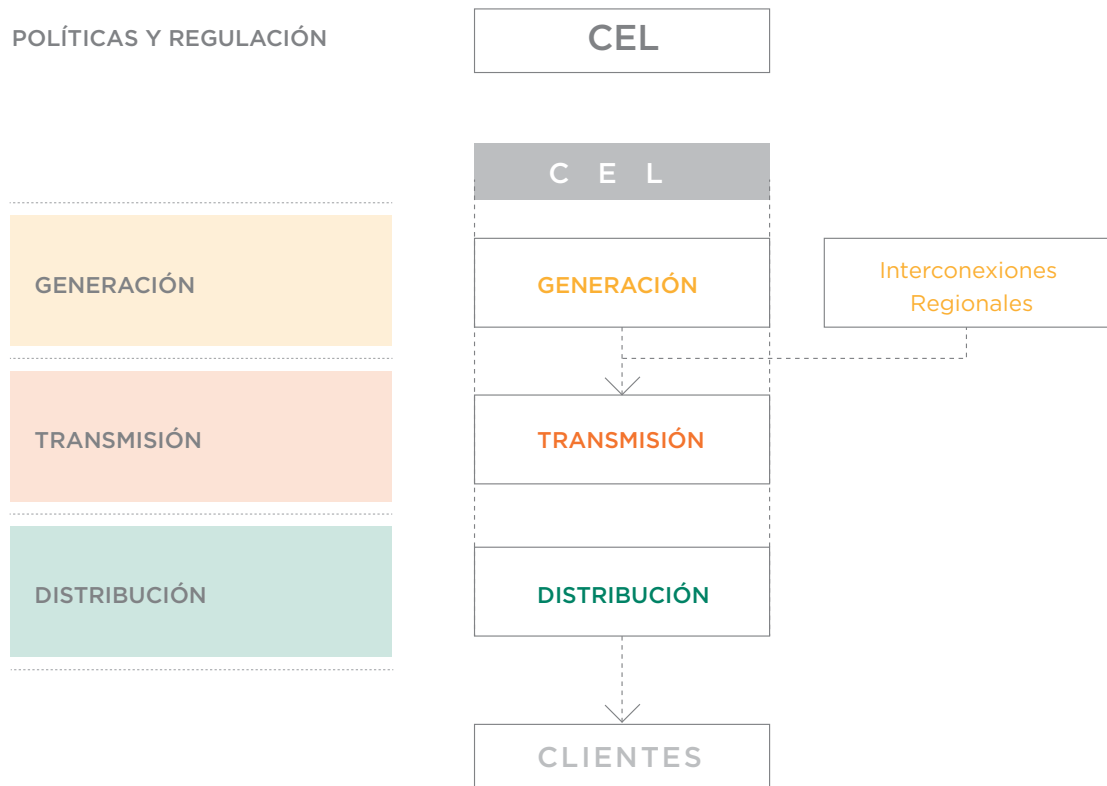 POLÍTICAS Y REGULACIÓN
CEL
C E L
GENERACIÓN
GENERACIÓN
Interconexiones
Regionales
TRANSMISIÓN
TRANSMISIÓN
DISTRIBUCIÓN
DISTRIBUCIÓN
CLIENTES